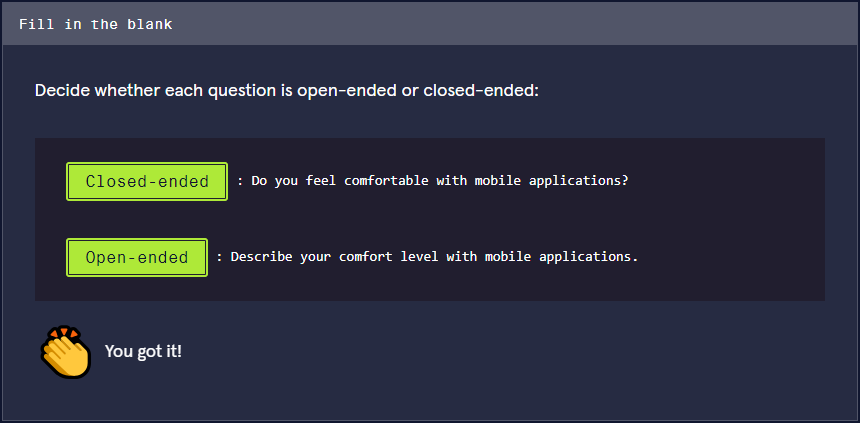 Fill in the blank
Decide whether each question is open-ended or closed-ended:
Closed-ended : Do you feel comfortable with mobile applications?
Open-ended : Describe your comfort level with mobile applications.
You got it!